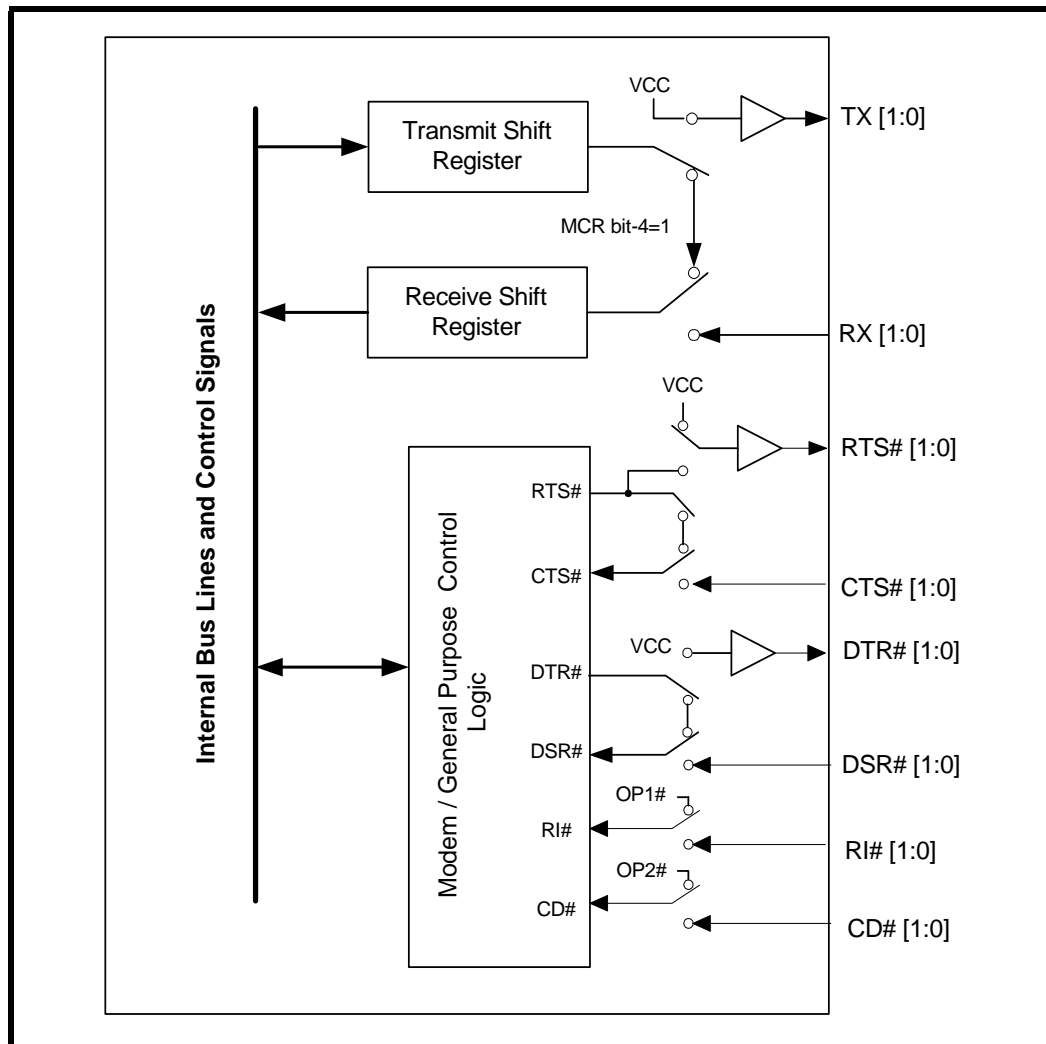 VCC
TX [1:0]
Transmit Shift
Register
MCR bit-4=1
Receive Shift
Register
RX [1:0]
Internal Bus Lines and Control Signals
VCC
RTS# [1:0]
RTS#
CTS#
CTS# [1:0]
Modem / General Purpose Control
Logic
VCC
DTR# [1:0]
DTR#
DSR#
DSR# [1:0]
OP1#
RI#
RI# [1:0]
OP2#
CD#
CD# [1:0]